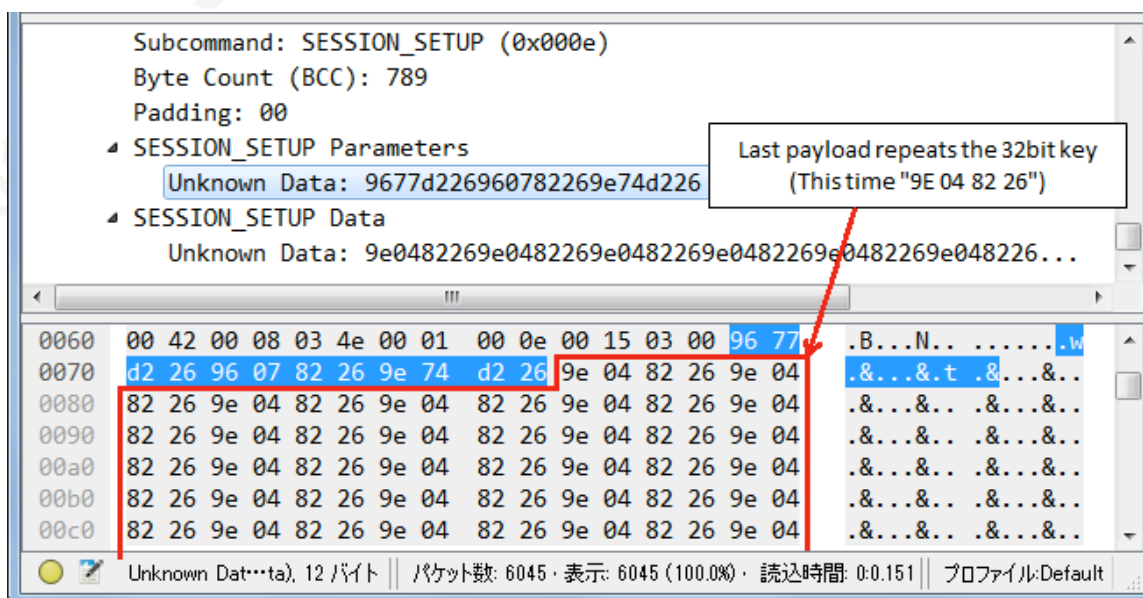 Subcommand: SESSION_SETUP (0x000e)
Byte Count (BCC): 789
Padding: 00
SESSION_SETUP Parameters
Unknown Data: 9677d226960782269e74d226
SESSION_SETUP Data
Unknown Data: 9e0482269e0482269e0482269e0482269e0482269e048226...
Last payload repeats the 32bit key
(This time "9E 04 82 26")
0060 00 42 00 08 03 4e 00 01 00 0e 00 15 03 00 96 77 .B...N.. .......w
0070 d2 26 96 07 82 26 9e 74 d2 26 9e 04 82 26 9e 04 .&...&.t .&...&..
0080 82 26 9e 04 82 26 9e 04 82 26 9e 04 82 26 9e 04 .&...&.. .&...&..
0090 82 26 9e 04 82 26 9e 04 82 26 9e 04 82 26 9e 04 .&...&.. .&...&..
00a0 82 26 9e 04 82 26 9e 04 82 26 9e 04 82 26 9e 04 .&...&.. .&...&..
00b0 82 26 9e 04 82 26 9e 04 82 26 9e 04 82 26 9e 04 .&...&.. .&...&..
00c0 82 26 9e 04 82 26 9e 04 82 26 9e 04 82 26 9e 04 .&...&.. .&...&..
Unknown Dat…ta), 12 バイト パケット数: 6045 · 表示: 6045 (100.0%) · 読込時間: 0:0.151 プロファイル:Default